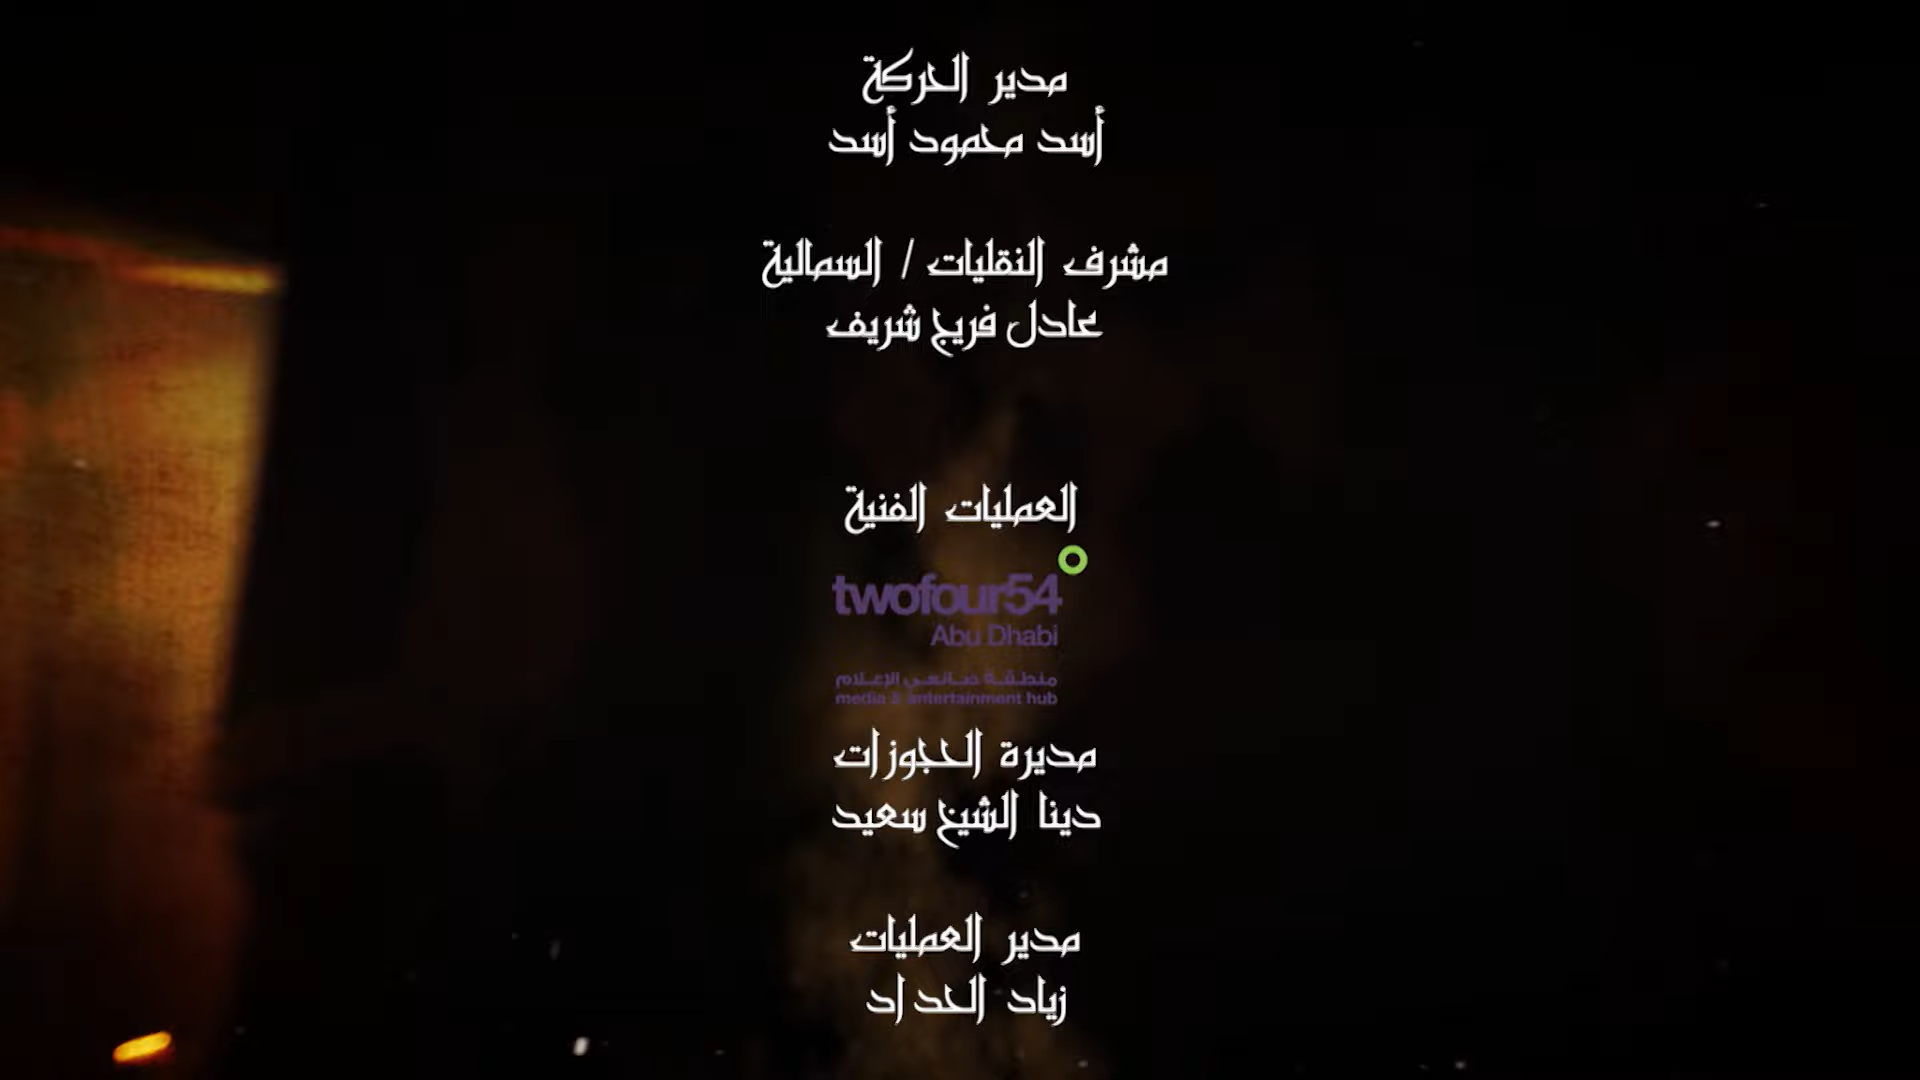 مدير الحركة
أسد محمود أسد
مشرف النقليات / السمالية
عادل فريج شريف
العمليات الفنية
twofour54
Abu Dhabi
منطقة صانعي الإعلام
media & entertainment hub
مديرة الحجوزات
دينا الشيخ سعيد
مدير العمليات
زياد الحداد